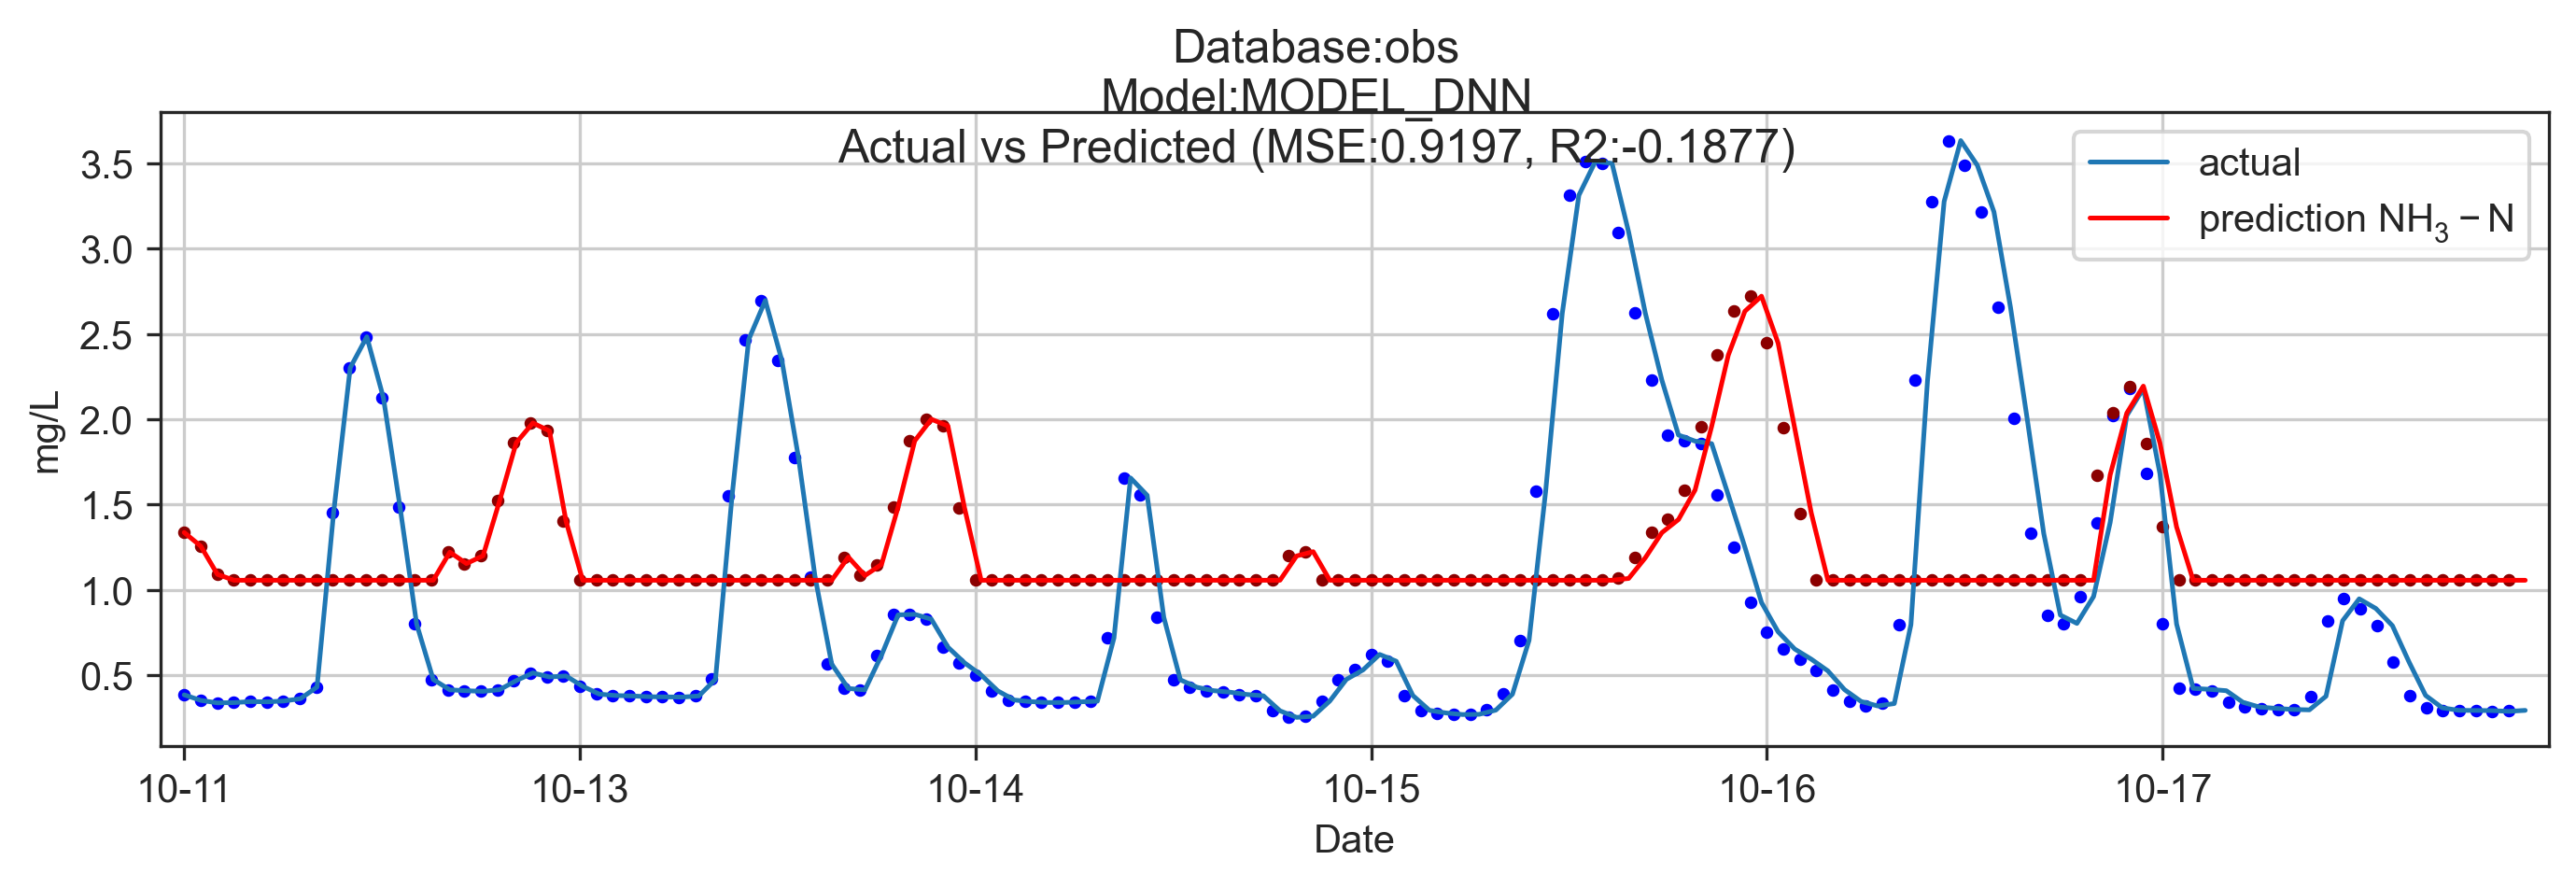 Database:obs
Model:MODEL_DNN
Actual vs Predicted (MSE:0.9197, R2:-0.1877)
actual
prediction NH₃ − N
mg/L
3.5
3.0
2.5
2.0
1.5
1.0
0.5
10-11
10-13
10-14
10-15
10-16
10-17
Date